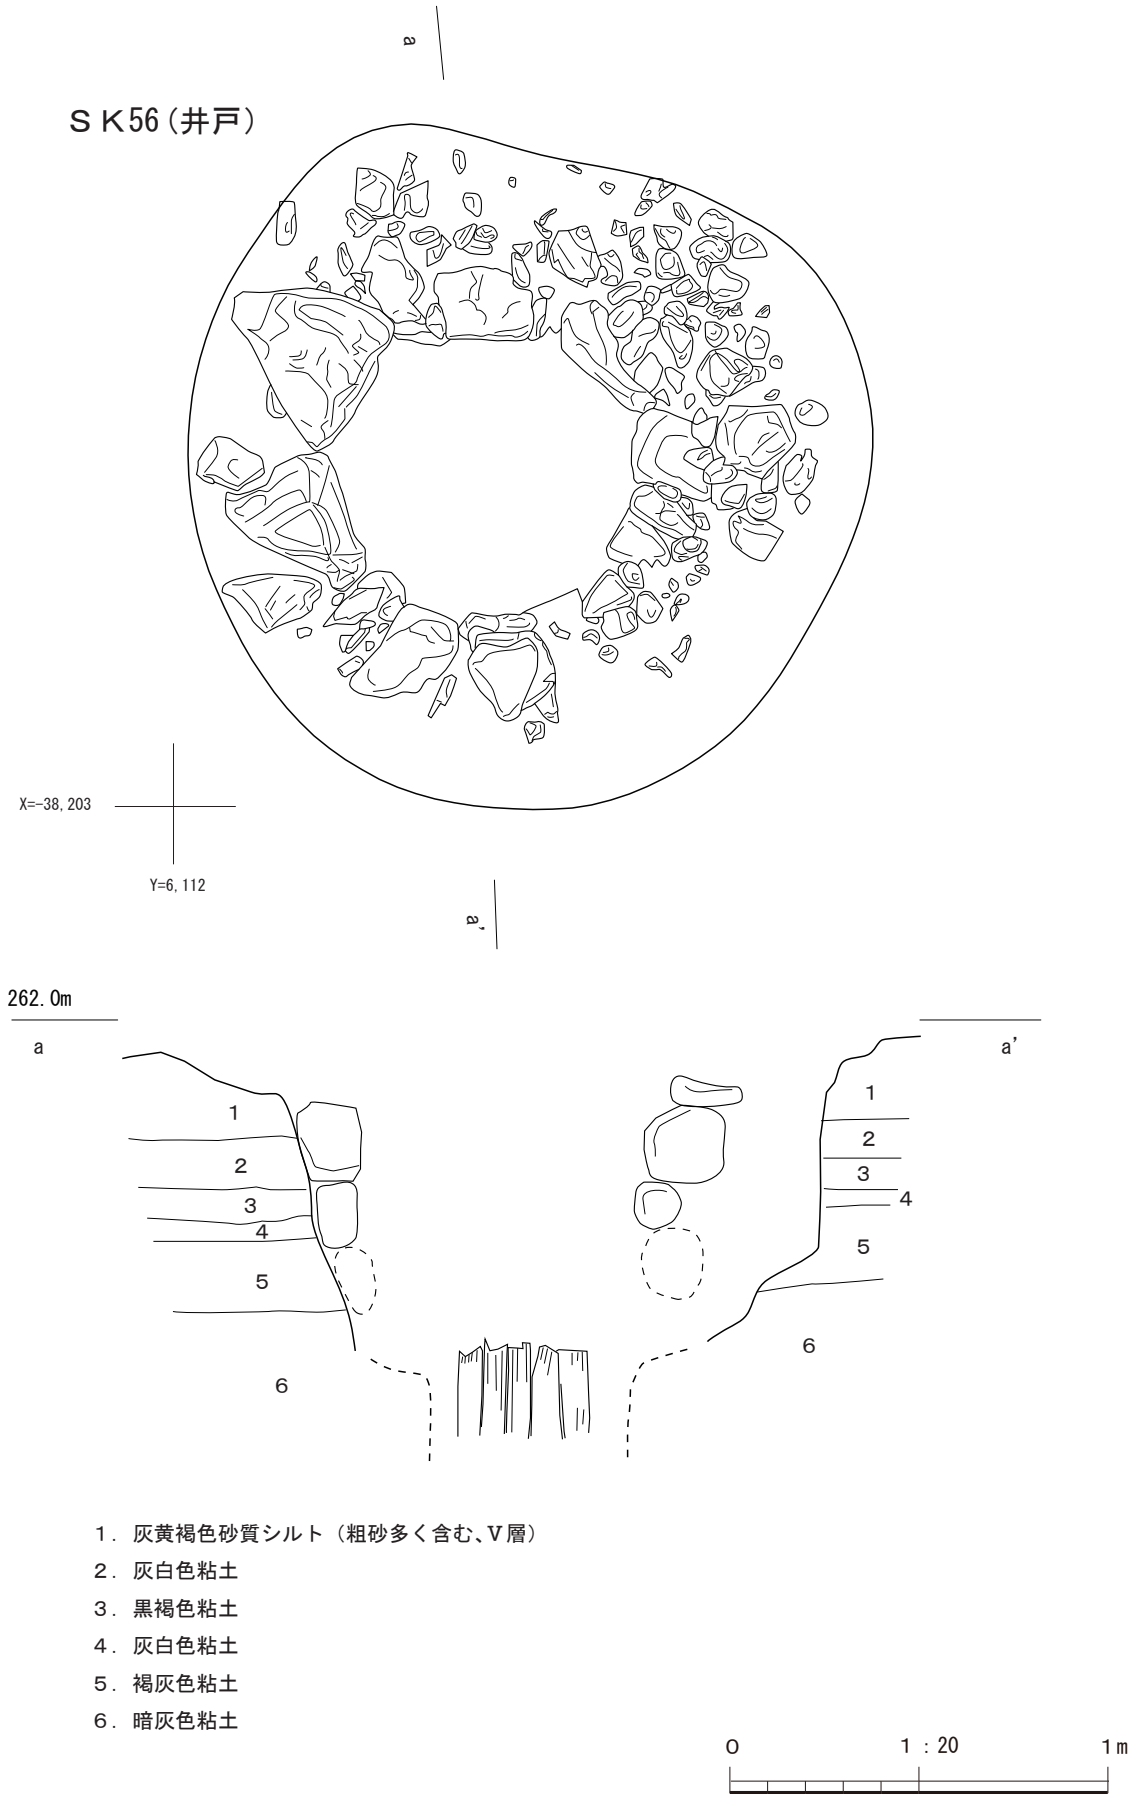 a
ＳＫ56（井戸）
X=-38,203
Y=6,112
a’
262.0m
a
a’
1
1
2
2
3
3
4
4
5
5
6
6
１．灰黄褐色砂質シルト（粗砂多く含む、Ⅴ層）
２．灰白色粘土
３．黒褐色粘土
４．灰白色粘土
５．褐灰色粘土
６．暗灰色粘土
0 1：20 1m